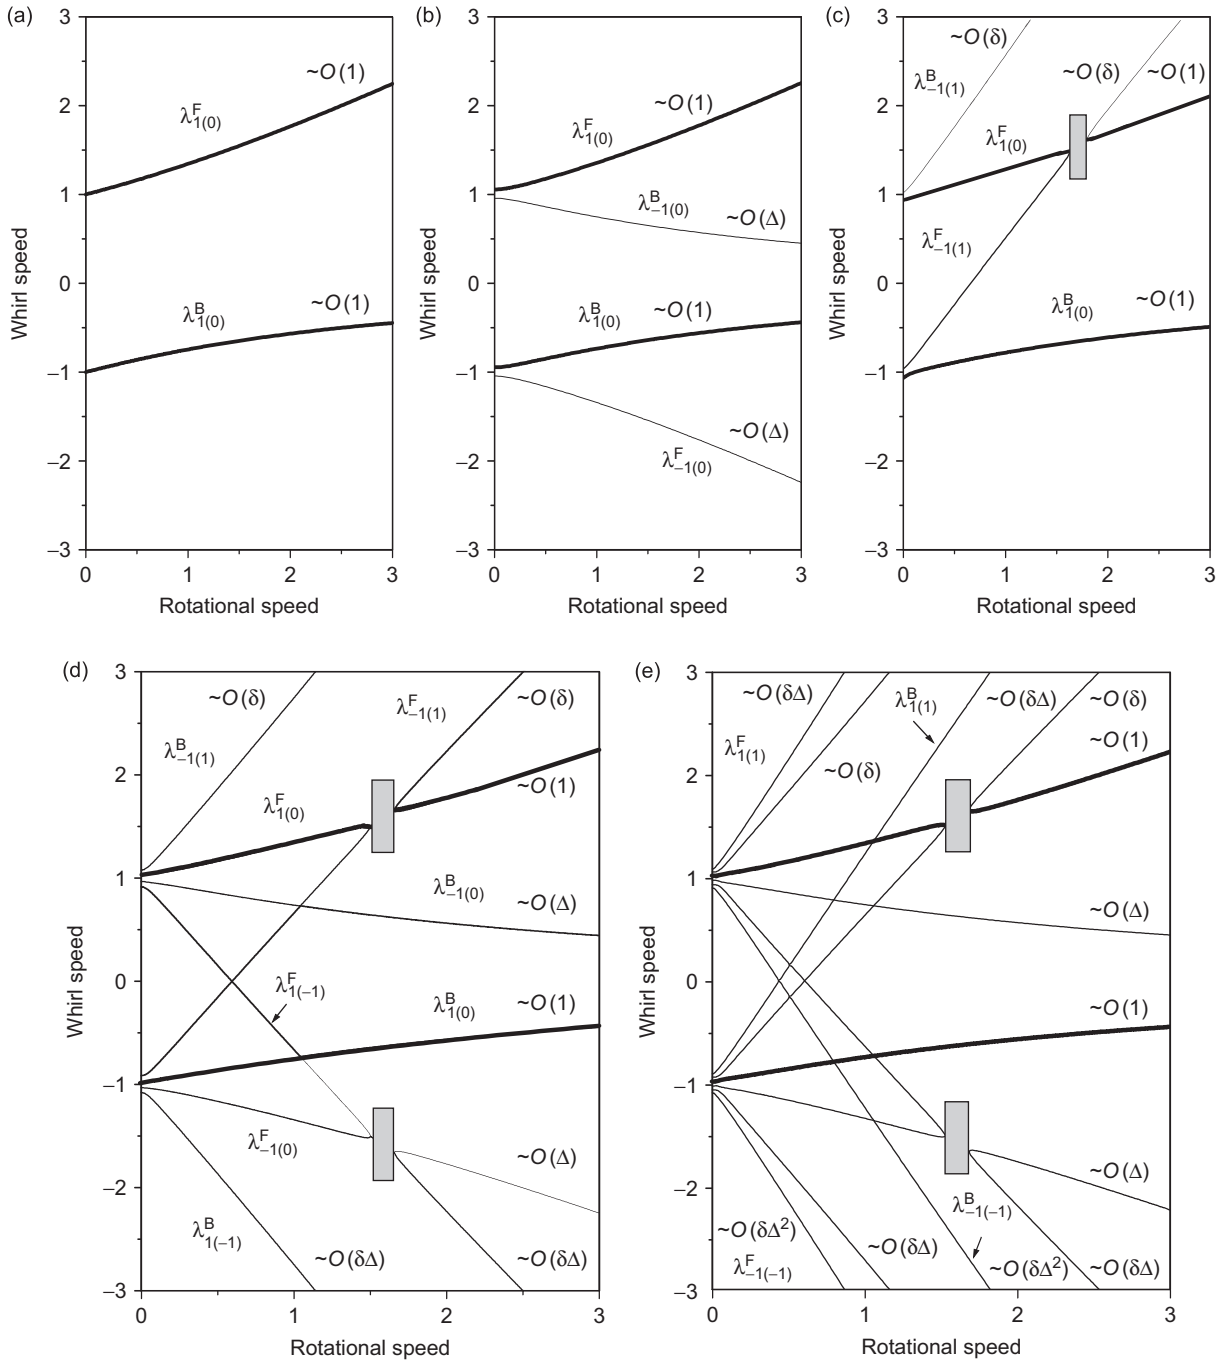 (a)
3
2
1
0
−1
−2
−3
Whirl speed
~O(1)
λ^F_1(0)
~O(1)
λ^B_1(0)
0 1 2 3
Rotational speed
(b)
3
2
1
0
−1
−2
−3
Whirl speed
~O(1)
λ^F_1(0)
λ^B_−1(0)
~O(Δ)
λ^B_1(0)
~O(1)
~O(Δ)
λ^F_−1(0)
0 1 2 3
Rotational speed
(c)
3
2
1
0
−1
−2
−3
Whirl speed
~O(δ)
λ^B_−1(1)
~O(δ)
~O(1)
λ^F_1(0)
λ^F_−1(1)
λ^B_1(0)
~O(1)
0 1 2 3
Rotational speed
(d)
3
2
1
0
−1
−2
−3
Whirl speed
~O(δ)
λ^F_−1(1)
~O(δ)
λ^B_−1(1)
λ^F_1(0)
~O(1)
λ^B_−1(0)
~O(Δ)
λ^F_1(−1)
λ^B_1(0)
~O(1)
λ^F_−1(0)
~O(Δ)
λ^B_1(−1)
~O(δΔ)
~O(δΔ)
0 1 2 3
Rotational speed
(e)
3
2
1
0
−1
−2
−3
Whirl speed
~O(δΔ)
λ^B_1(1)
~O(δΔ)
~O(δ)
λ^F_1(1)
~O(δ)
~O(1)
~O(Δ)
~O(1)
~O(Δ)
λ^B_−1(−1)
~O(δΔ²)
λ^F_−1(−1)
~O(δΔ)
~O(δΔ²)
~O(δΔ)
0 1 2 3
Rotational speed